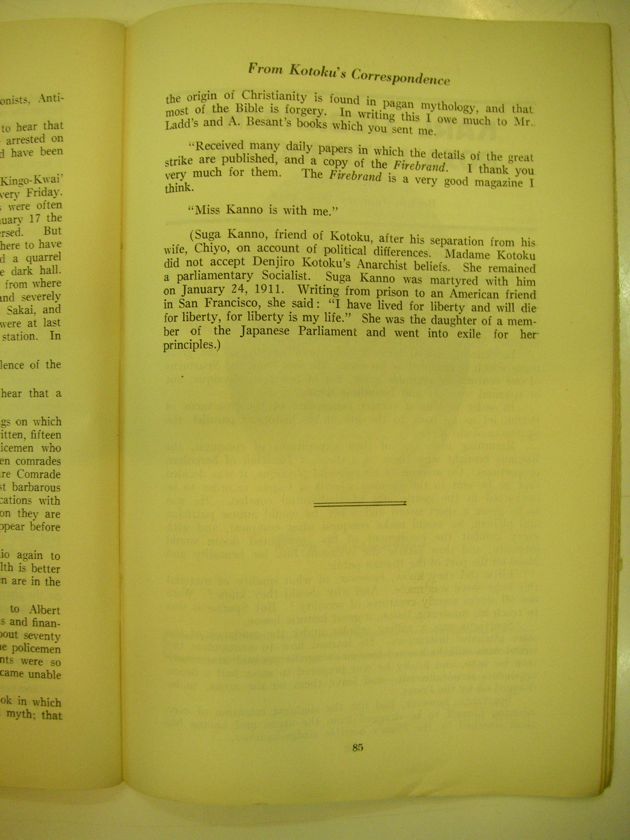 onists, Anti-
to hear that
arrested on
d have been
Kingo-Kwai'
very Friday.
were often
uary 17 the
ersed. But
here to have
d a quarrel
e dark hall.
from where
and severely
Sakai, and
were at last
station. In
lence of the
hear that a
gs on which
itten, fifteen
icemen who
en comrades
re Comrade
st barbarous
cations with
on they are
ppear before
io again to
lth is better
n are in the
to Albert
s and finan-
bout seventy
e policemen
nts were so
came unable
ok in which
myth; that
From Kotoku's Correspondence
the origin of Christianity is found in pagan mythology, and that
most of the Bible is forgery. In writing this I owe much to Mr.
Ladd's and A. Besant's books which you sent me.
"Received many daily papers in which the details of the great
strike are published, and a copy of the Firebrand. I thank you
very much for them. The Firebrand is a very good magazine I
think.
"Miss Kanno is with me."
(Suga Kanno, friend of Kotoku, after his separation from his
wife, Chiyo, on account of political differences. Madame Kotoku
did not accept Denjiro Kotoku's Anarchist beliefs. She remained
a parliamentary Socialist. Suga Kanno was martyred with him
on January 24, 1911. Writing from prison to an American friend
in San Francisco, she said: "I have lived for liberty and will die
for liberty, for liberty is my life." She was the daughter of a mem-
ber of the Japanese Parliament and went into exile for her
principles.)
85